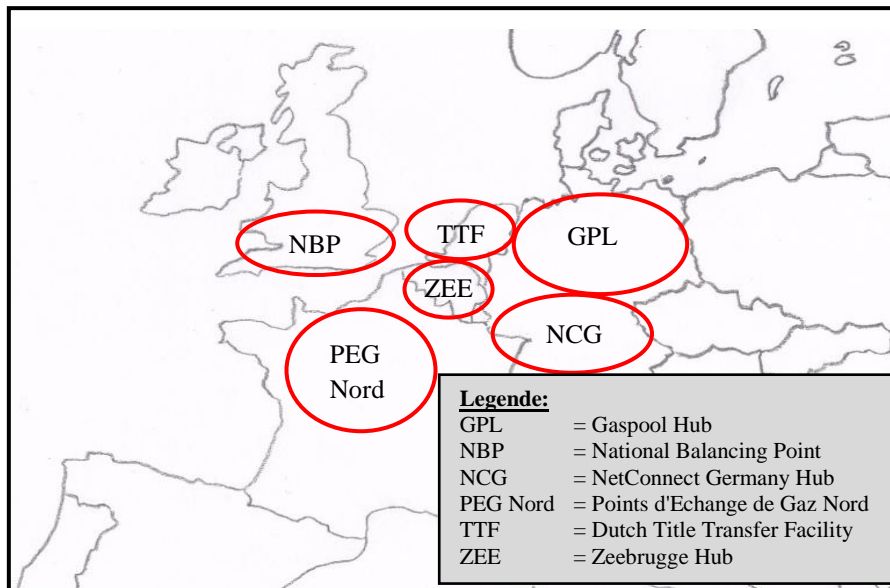 NBP
TTF
GPL
ZEE
NCG
PEG
Nord
Legende:
GPL = Gaspool Hub
NBP = National Balancing Point
NCG = NetConnect Germany Hub
PEG Nord = Points d'Echange de Gaz Nord
TTF = Dutch Title Transfer Facility
ZEE = Zeebrugge Hub